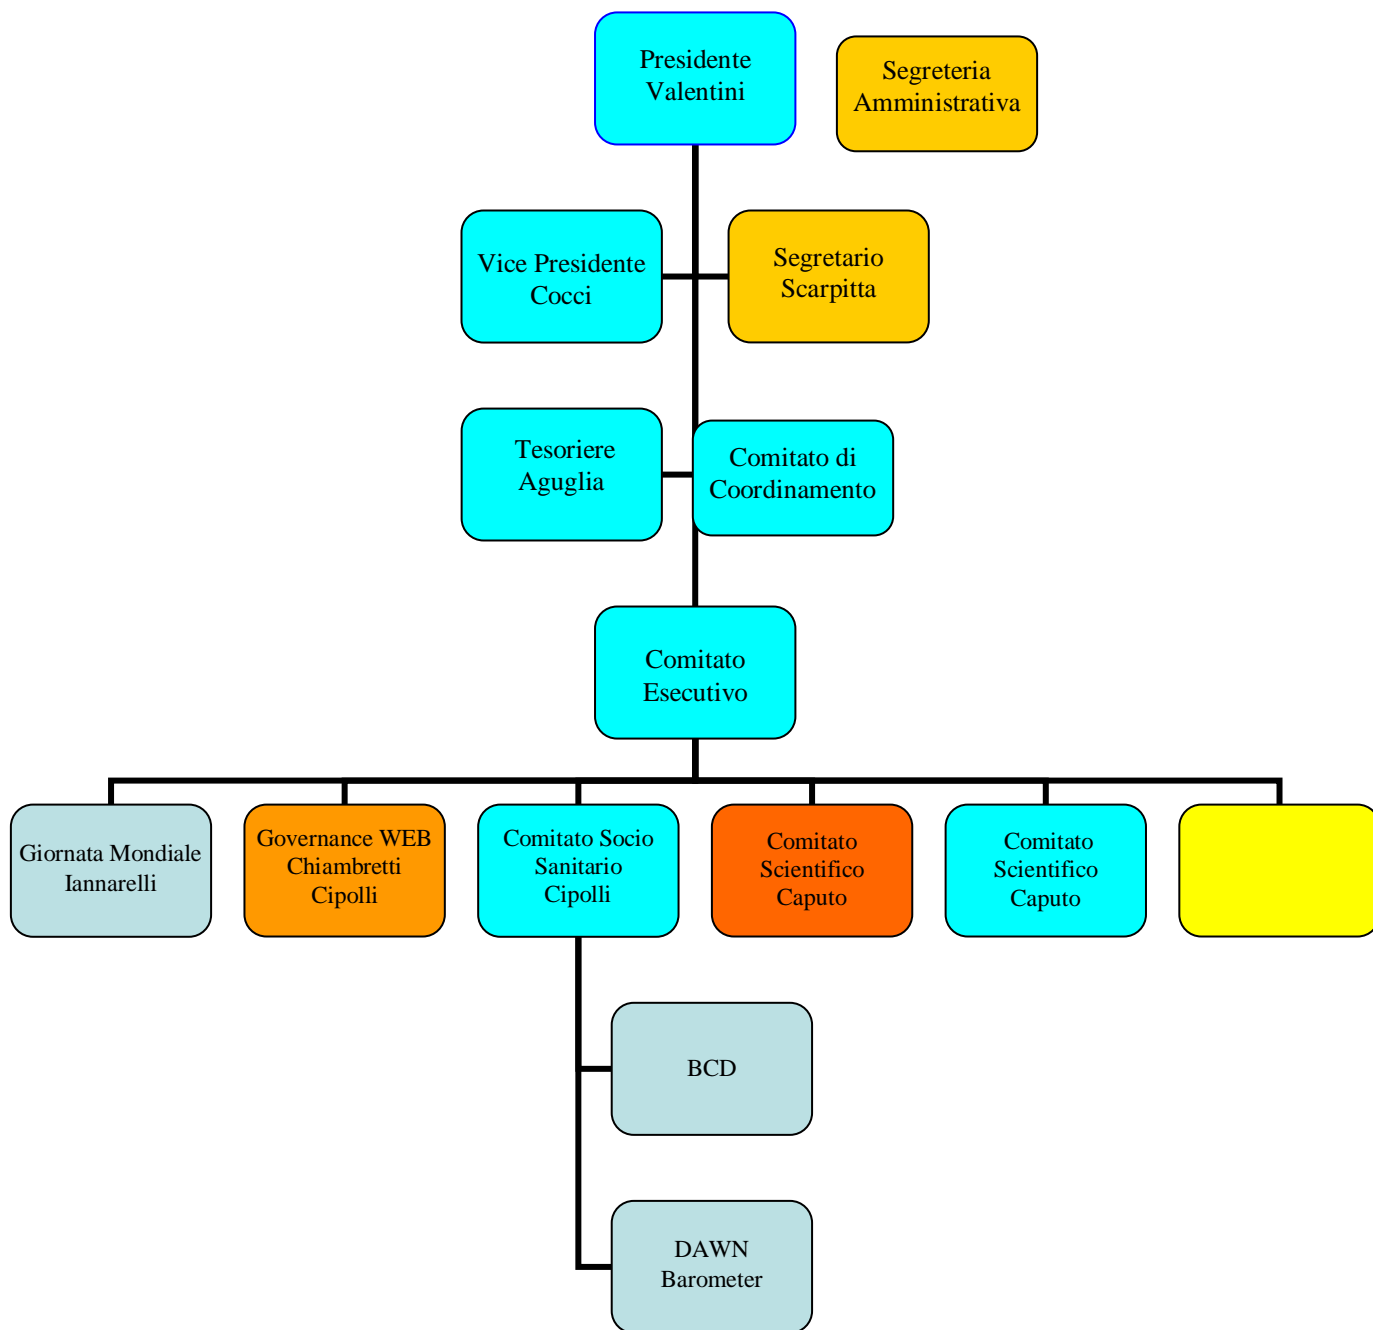 Presidente
Valentini
Segreteria
Amministrativa
Vice Presidente
Cocci
Segretario
Scarpitta
Tesoriere
Aguglia
Comitato di
Coordinamento
Comitato
Esecutivo
Giornata Mondiale
Iannarelli
Governance WEB
Chiambretti
Cipolli
Comitato Socio
Sanitario
Cipolli
Comitato
Scientifico
Caputo
Comitato
Scientifico
Caputo
BCD
DAWN
Barometer